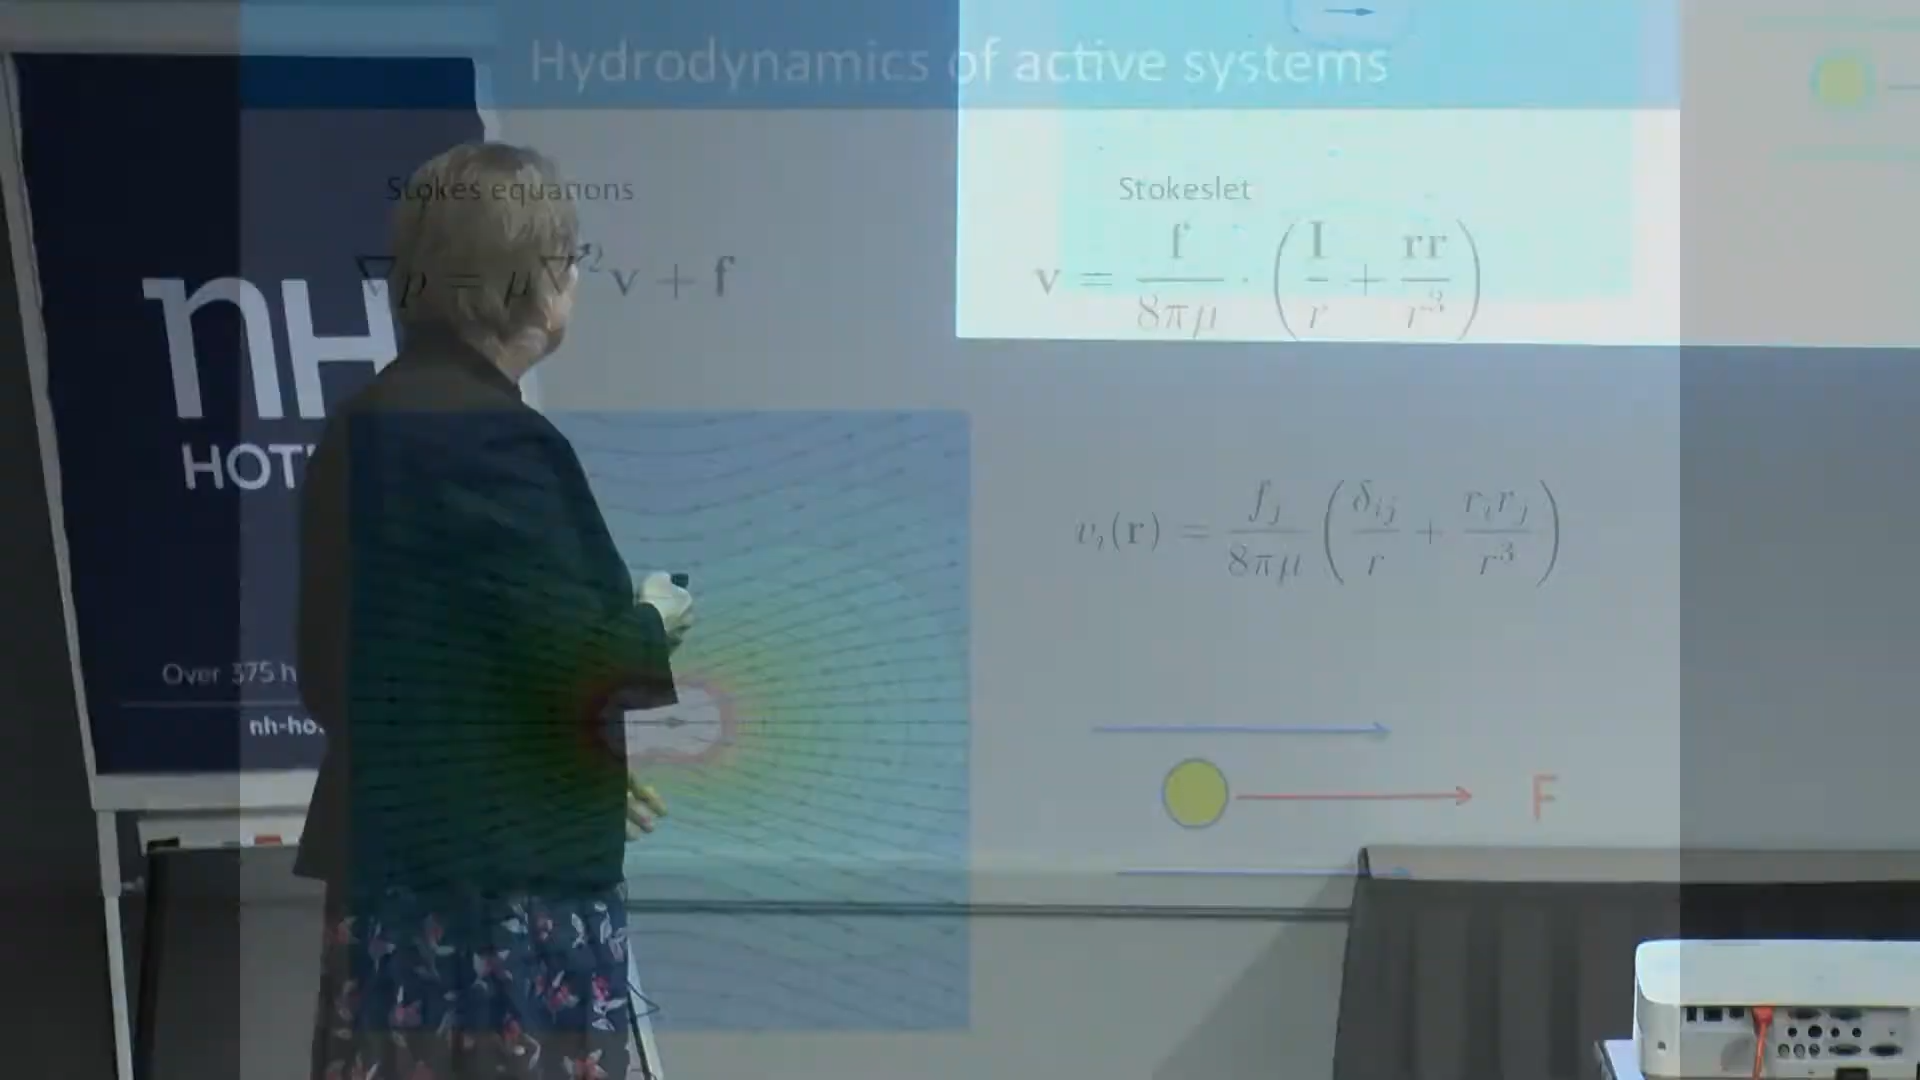 Hydrodynamics of active systems
Stokes equations
∇p = μ∇²v + f
Stokeslet
v = f/8πμ · (I/r + rr/r³)
nH
HOT
vᵢ(r) = fⱼ/8πμ (δᵢⱼ/r + rᵢrⱼ/r³)
Over 375 h
nh-ho
F